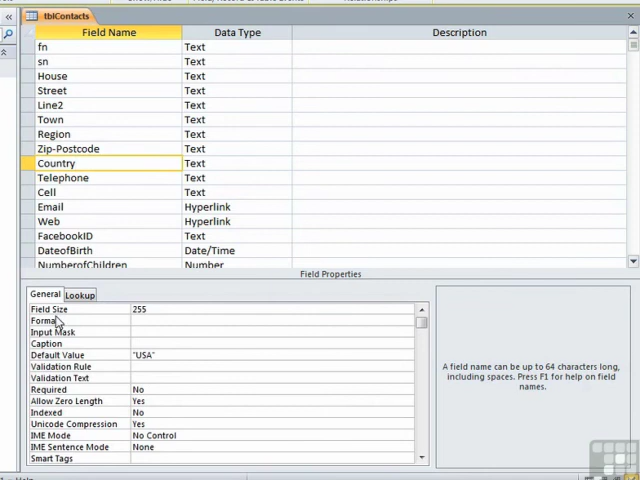 tblContacts
Field Name Data Type Description
fn Text
sn Text
House Text
Street Text
Line2 Text
Town Text
Region Text
Zip-Postcode Text
Country Text
Telephone Text
Cell Text
Email Hyperlink
Web Hyperlink
FacebookID Text
DateofBirth Date/Time
NumberofChildren Number
Field Properties
General Lookup
Field Size 255
Format
Input Mask
Caption
Default Value "USA"
Validation Rule
Validation Text
Required No
Allow Zero Length Yes
Indexed No
Unicode Compression Yes
IME Mode No Control
IME Sentence Mode None
Smart Tags
A field name can be up to 64 characters long,
including spaces. Press F1 for help on field
names.